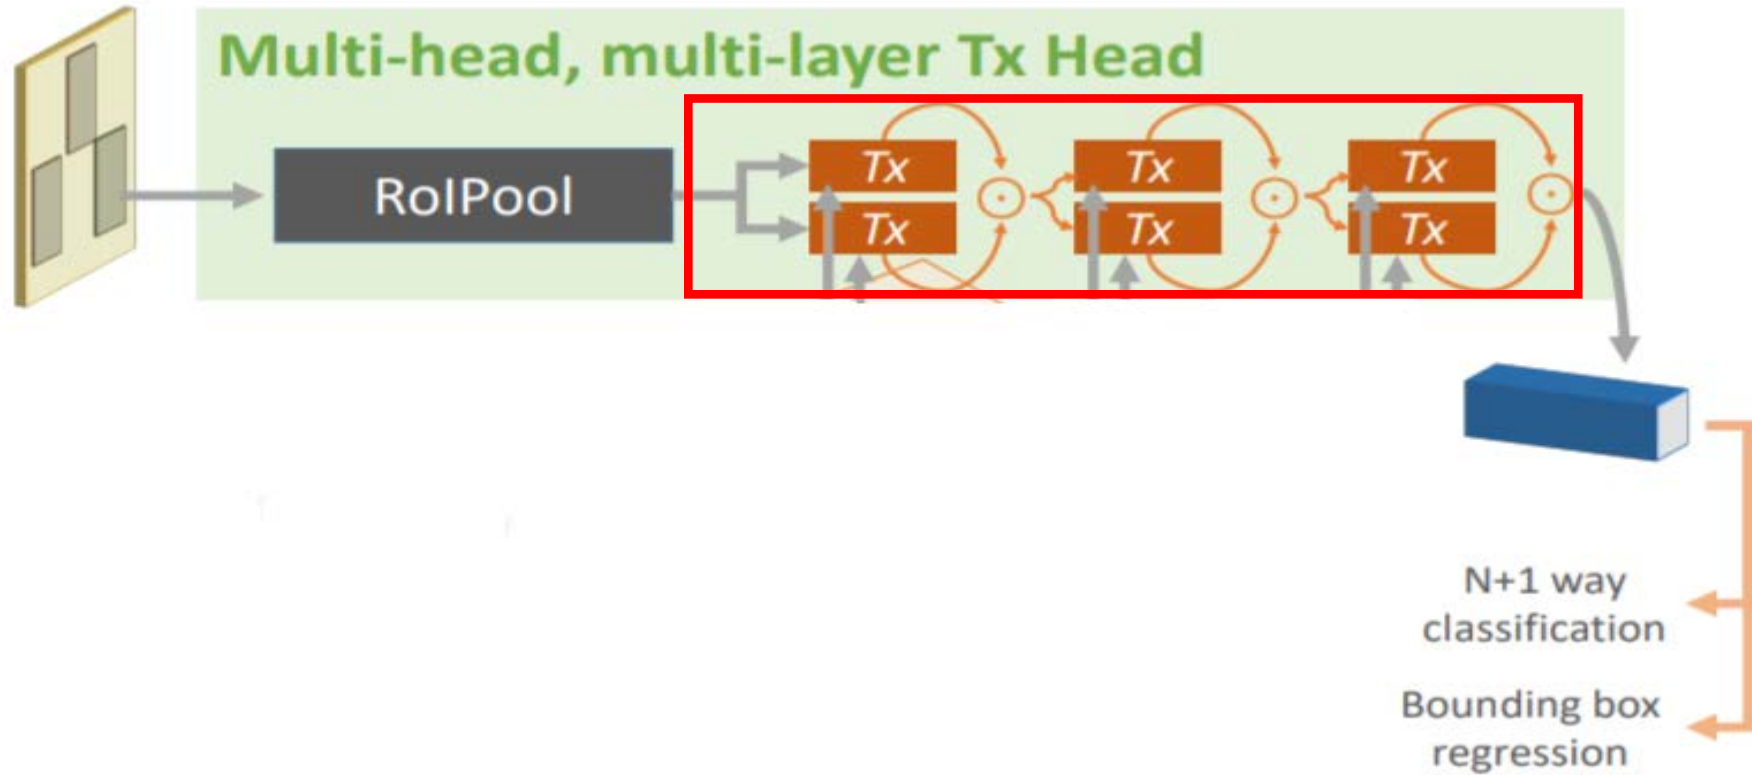 Multi-head, multi-layer Tx Head
RoIPool
Tx
Tx
Tx
Tx
Tx
Tx
N+1 way
classification
Bounding box
regression